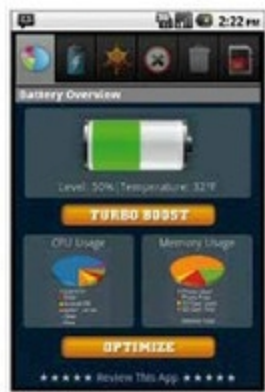 2:22 PM
Battery Overview
Level: 50% | Temperature: 32°F
TURBO BOOST
CPU Usage
Memory Usage
OPTIMIZE
★★★★★ Review This App ★★★★★